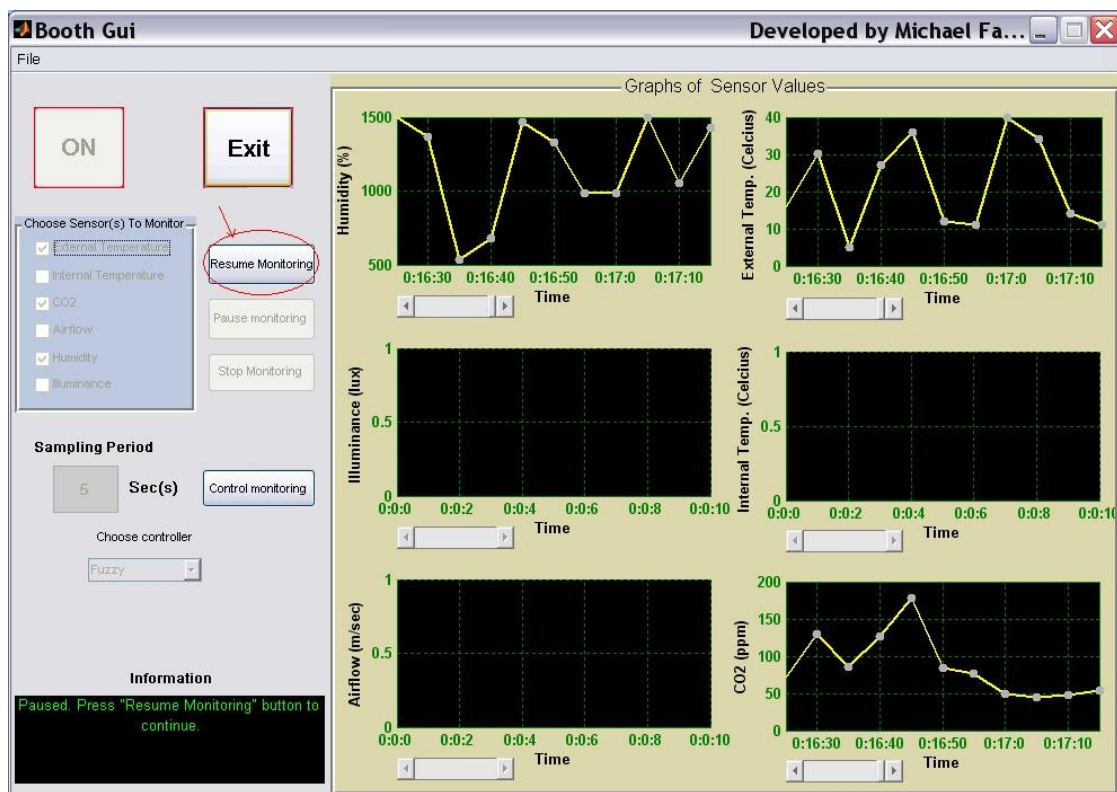 Booth Gui
Developed by Michael Fa...
File
ON
Exit
Choose Sensor(s) To Monitor
External Temperature
Internal Temperature
CO2
Airflow
Humidity
Illuminance
Resume Monitoring
Pause monitoring
Stop Monitoring
Sampling Period
5
Sec(s)
Control monitoring
Choose controller
Fuzzy
Information
Paused. Press "Resume Monitoring" button to
continue.
Graphs of Sensor Values
Humidity (%)
1500
1000
500
0:16:30 0:16:40 0:16:50 0:17:0 0:17:10
Time
External Temp. (Celcius)
40
30
20
10
0
0:16:30 0:16:40 0:16:50 0:17:0 0:17:10
Time
Illuminance (lux)
1
0.5
0
0:0:0 0:0:2 0:0:4 0:0:6 0:0:8 0:0:10
Time
Internal Temp. (Celcius)
1
0.5
0
0:0:0 0:0:2 0:0:4 0:0:6 0:0:8 0:0:10
Time
Airflow (m/sec)
1
0.5
0
0:0:0 0:0:2 0:0:4 0:0:6 0:0:8 0:0:10
Time
CO2 (ppm)
200
150
100
50
0
0:16:30 0:16:40 0:16:50 0:17:0 0:17:10
Time